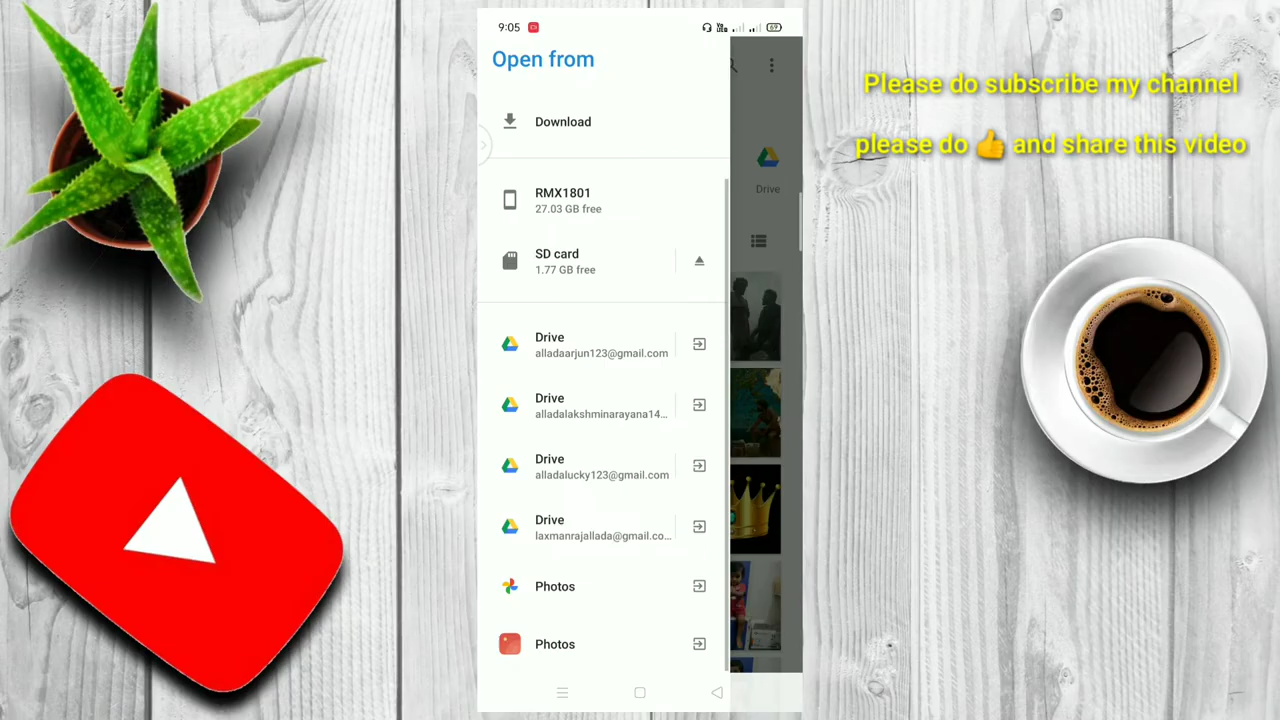 9:05
69
Open from
Download
RMX1801
27.03 GB free
SD card
1.77 GB free
Drive
alladaarjun123@gmail.com
Drive
alladalakshminarayana14...
Drive
alladalucky123@gmail.com
Drive
laxmanrajallada@gmail.co...
Photos
Photos
Drive
Please do subscribe my channel
please do 👍 and share this video